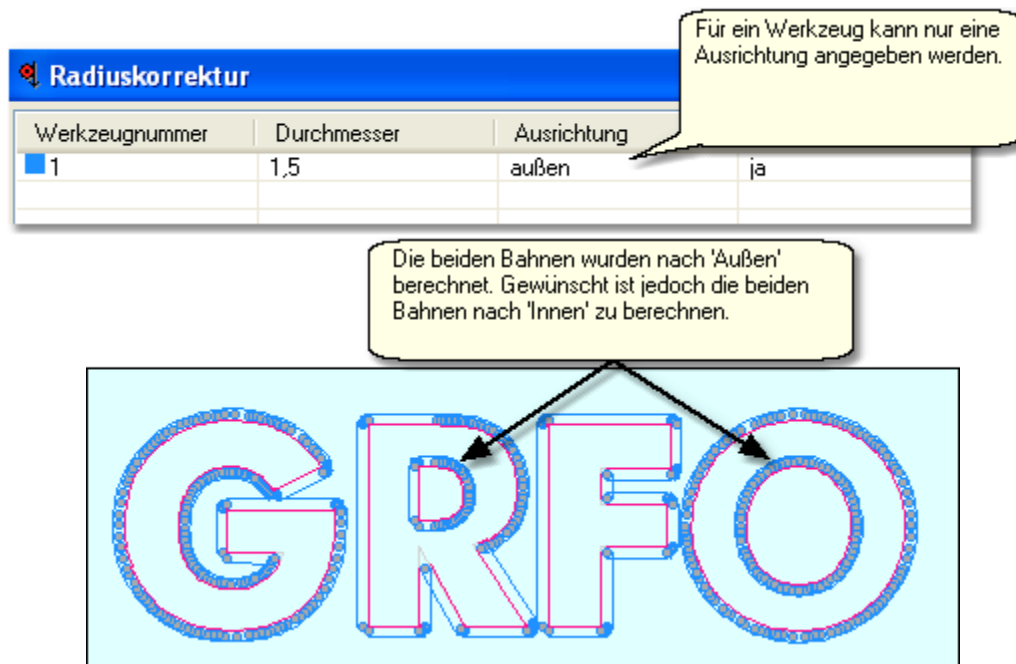 Für ein Werkzeug kann nur eine
Ausrichtung angegeben werden.
Radiuskorrektur
Werkzeugnummer Durchmesser Ausrichtung
1 1,5 außen ja
Die beiden Bahnen wurden nach 'Außen'
berechnet. Gewünscht ist jedoch die beiden
Bahnen nach 'Innen' zu berechnen.
GRFO